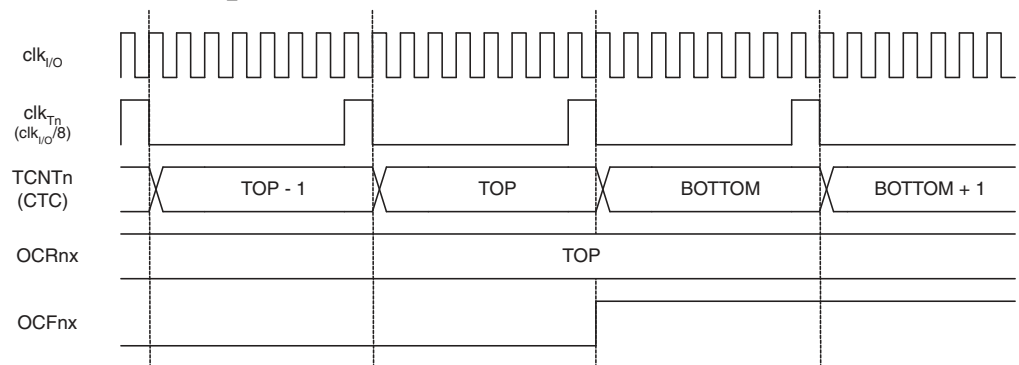 clkI/O
clkTn
(clkI/O/8)
TCNTn
(CTC)
TOP - 1
TOP
BOTTOM
BOTTOM + 1
OCRnx
TOP
OCFnx